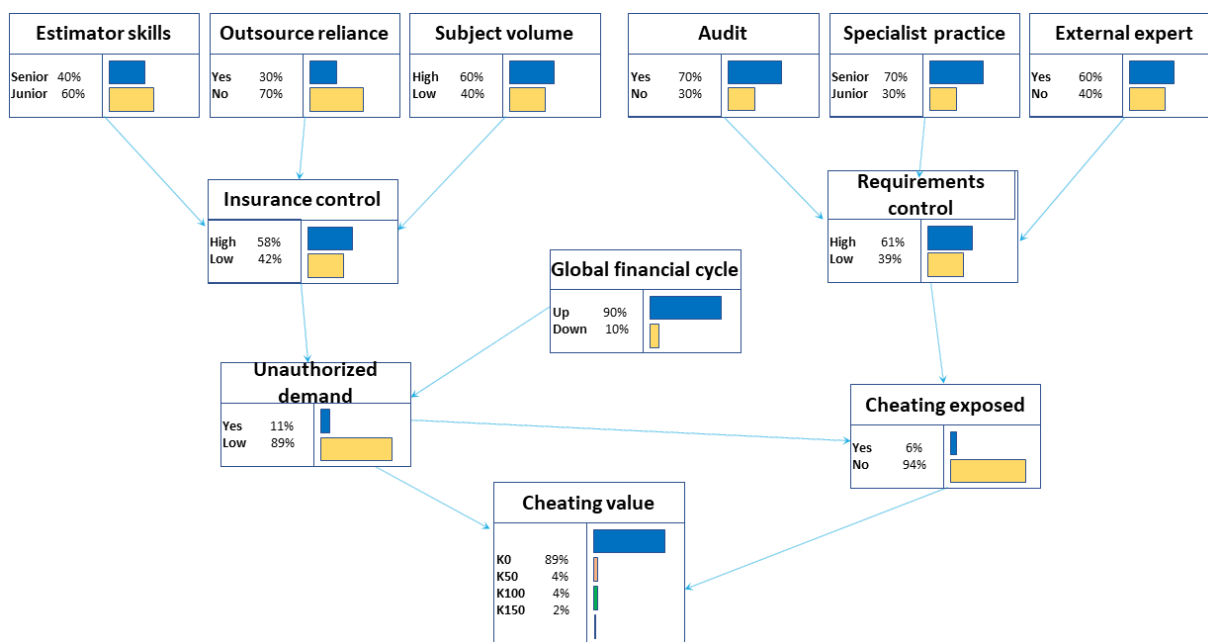 Estimator skills
Senior 40%
Junior 60%
Outsource reliance
Yes 30%
No 70%
Subject volume
High 60%
Low 40%
Audit
Yes 70%
No 30%
Specialist practice
Senior 70%
Junior 30%
External expert
Yes 60%
No 40%
Insurance control
High 58%
Low 42%
Requirements
control
High 61%
Low 39%
Global financial cycle
Up 90%
Down 10%
Unauthorized
demand
Yes 11%
Low 89%
Cheating exposed
Yes 6%
No 94%
Cheating value
K0 89%
K50 4%
K100 4%
K150 2%